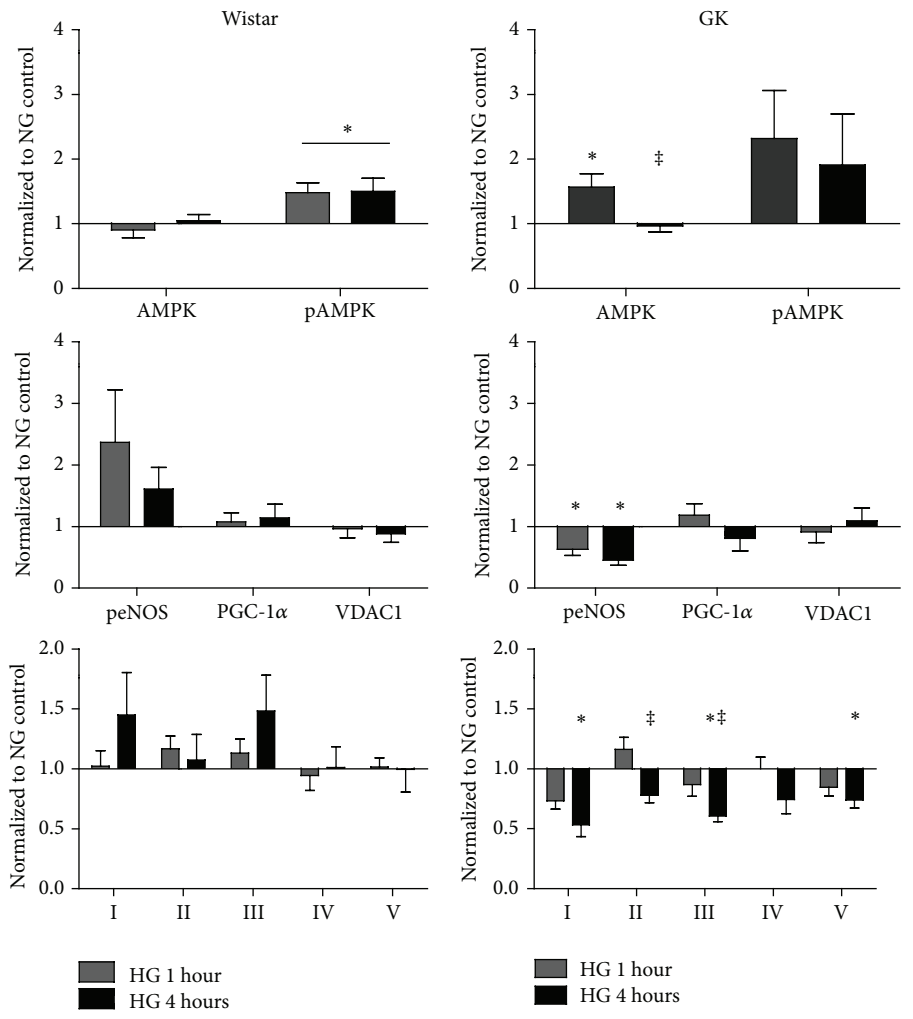 Wistar
Normalized to NG control
4
3
2
1
0
*
AMPK pAMPK
GK
Normalized to NG control
4
3
2
1
0
* ‡
AMPK pAMPK
Normalized to NG control
4
3
2
1
0
peNOS PGC-1α VDAC1
Normalized to NG control
4
3
2
1
0
* *
peNOS PGC-1α VDAC1
Normalized to NG control
2.0
1.5
1.0
0.5
0.0
I II III IV V
HG 1 hour
HG 4 hours
Normalized to NG control
2.0
1.5
1.0
0.5
0.0
* ‡ *‡ *
I II III IV V
HG 1 hour
HG 4 hours